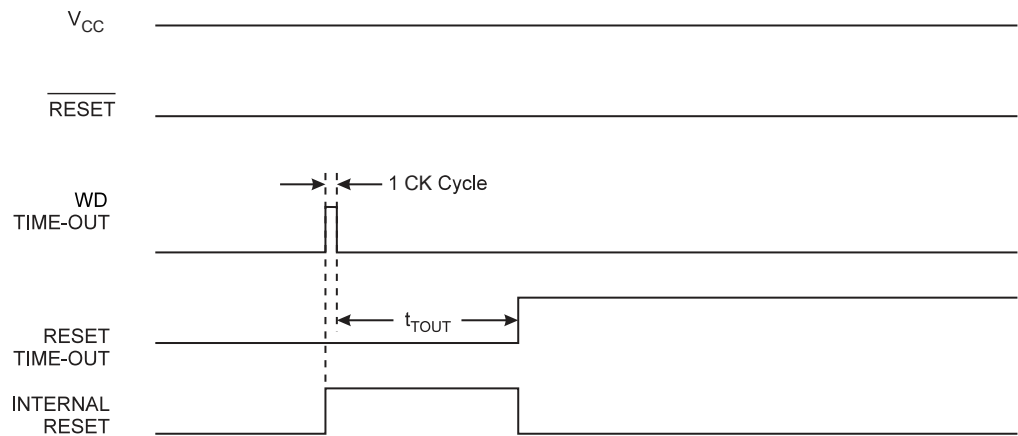 VCC
RESET
1 CK Cycle
WD
TIME-OUT
tTOUT
RESET
TIME-OUT
INTERNAL
RESET